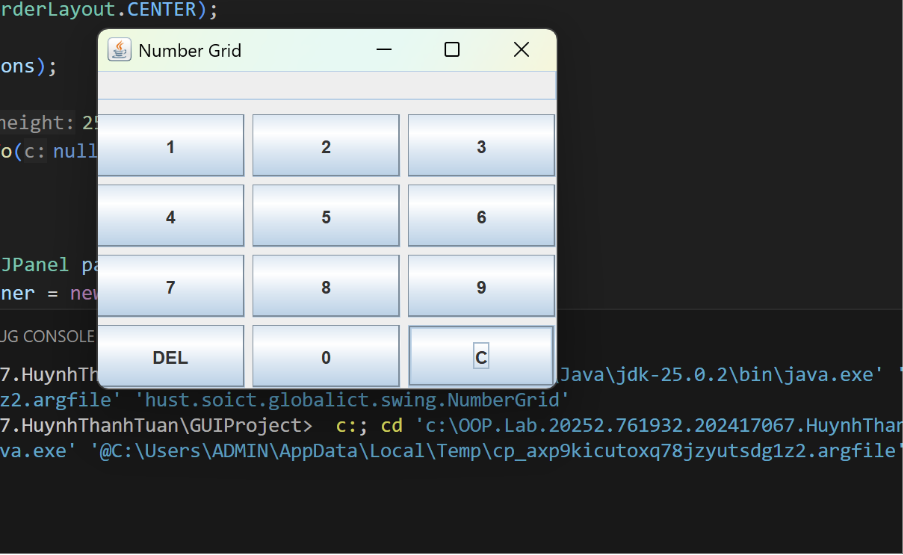 rderLayout.CENTER);
Number Grid
ons);
height: 25
o(c: null
1 2 3
4 5 6
JPanel pa
ner = new
7 8 9
UG CONSOLE
DEL 0 C
7.HuynhTh Java\jdk-25.0.2\bin\java.exe' '
z2.argfile' 'hust.soict.globalict.swing.NumberGrid'
7.HuynhThanhTuan\GUIProject> c:; cd 'c:\OOP.Lab.20252.761932.202417067.HuynhThan
va.exe' '@C:\Users\ADMIN\AppData\Local\Temp\cp_axp9kicutoxq78jzyutsdg1z2.argfile'